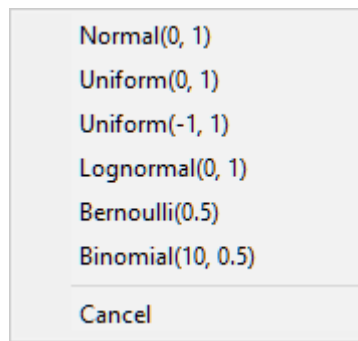 Normal(0, 1)
Uniform(0, 1)
Uniform(-1, 1)
Lognormal(0, 1)
Bernoulli(0.5)
Binomial(10, 0.5)
Cancel